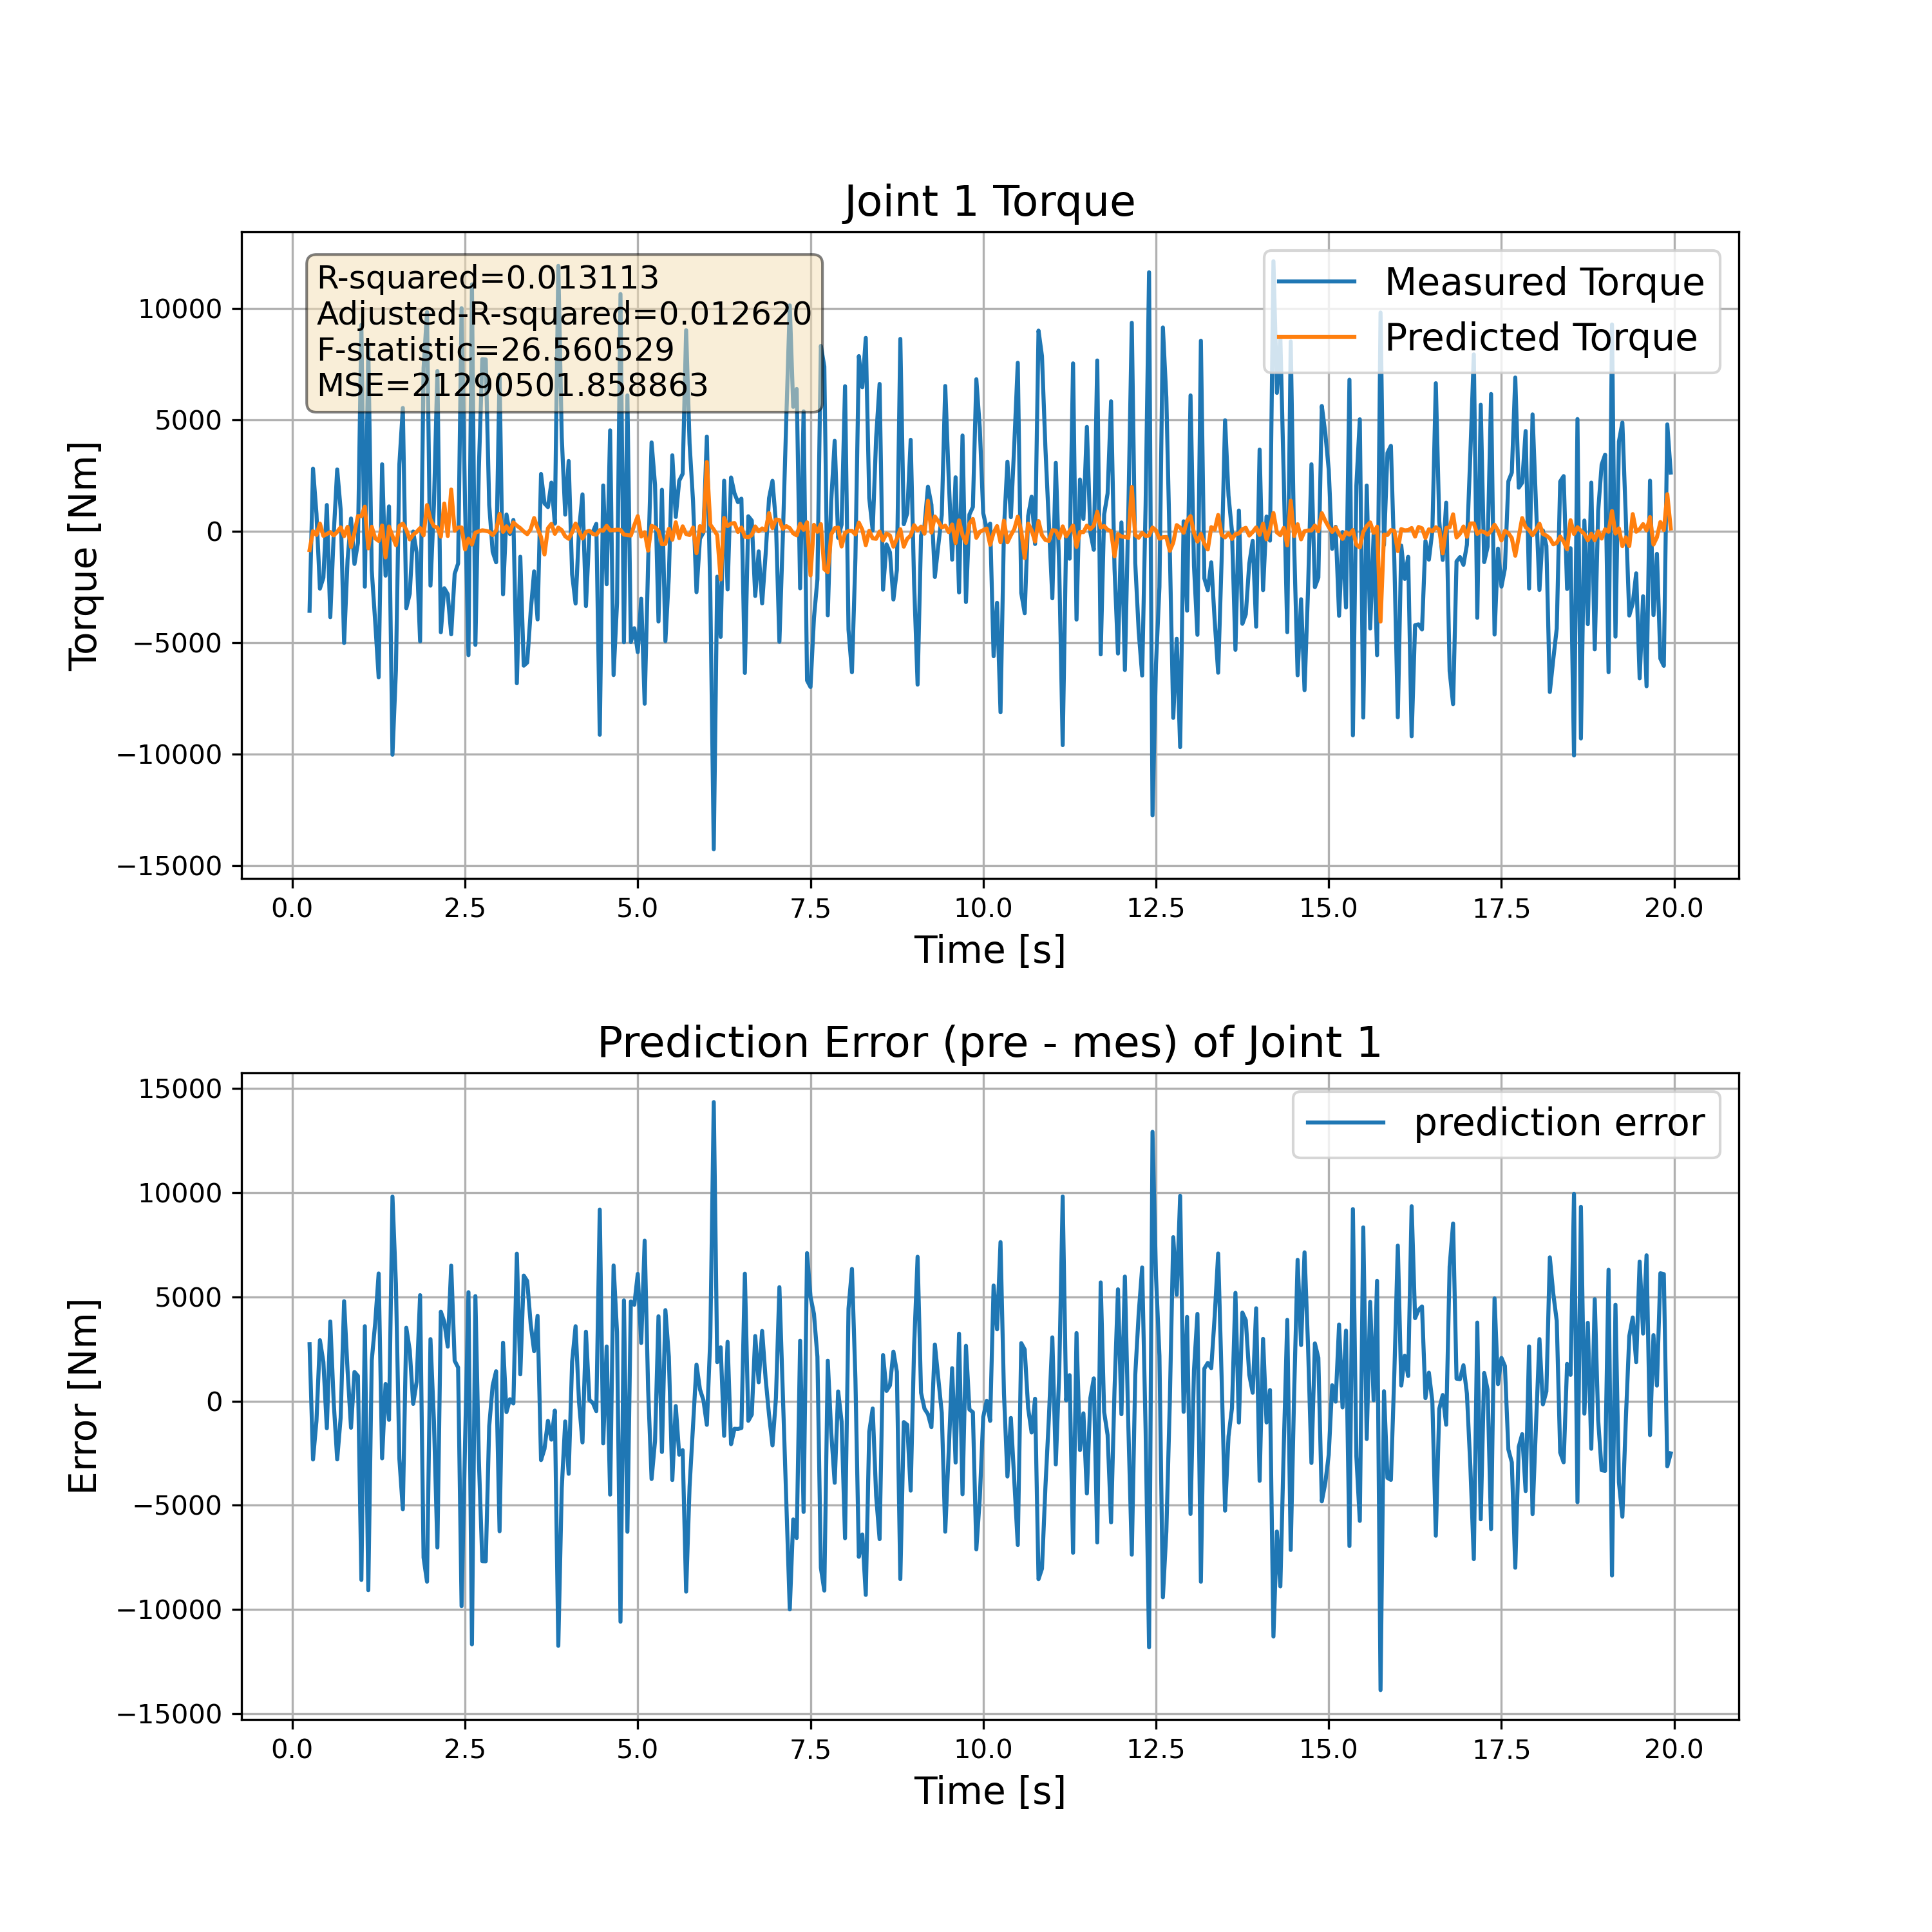 Joint 1 Torque
R-squared=0.013113
Adjusted-R-squared=0.012620
F-statistic=26.560529
MSE=21290501.858863
Measured Torque
Predicted Torque
10000
5000
0
−5000
−10000
−15000
Torque [Nm]
0.0 2.5 5.0 7.5 10.0 12.5 15.0 17.5 20.0
Time [s]
Prediction Error (pre - mes) of Joint 1
prediction error
15000
10000
5000
0
−5000
−10000
−15000
Error [Nm]
0.0 2.5 5.0 7.5 10.0 12.5 15.0 17.5 20.0
Time [s]